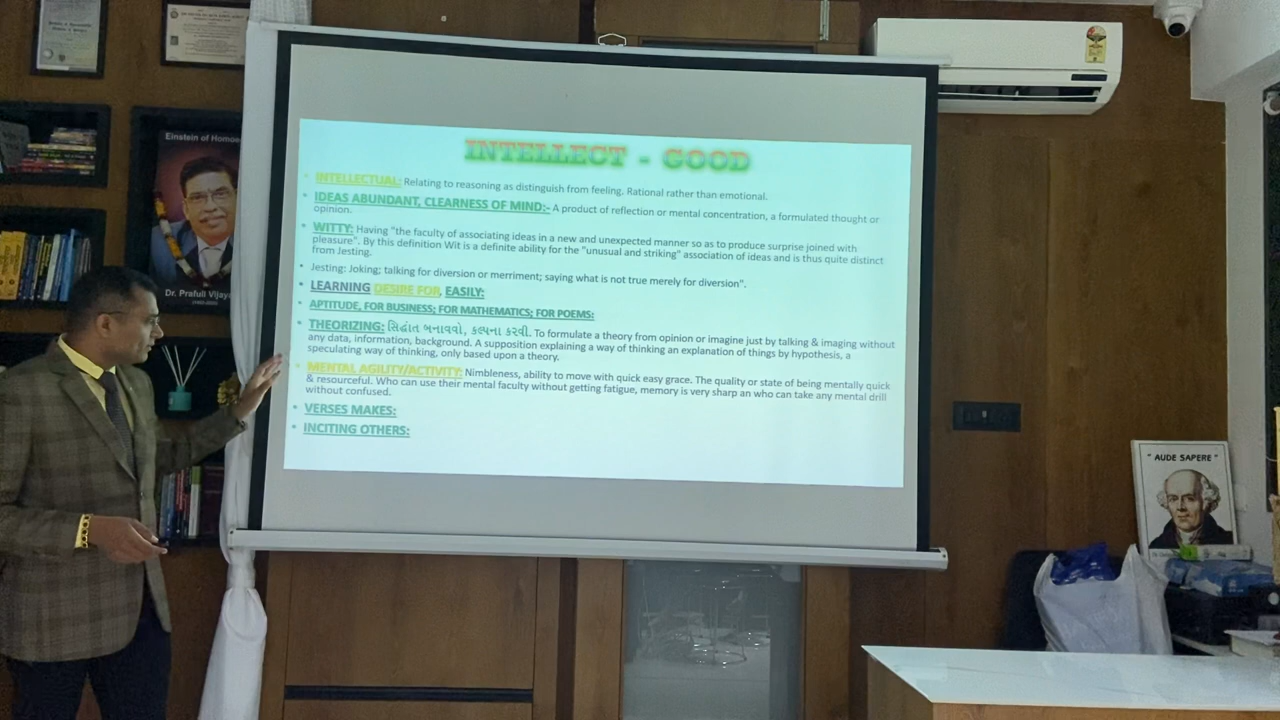 Einstein of Homoe
Dr. Prafull Vijaya
INTELLECT - GOOD
• INTELLECTUAL: Relating to reasoning as distinguish from feeling. Rational rather than emotional.
• IDEAS ABUNDANT, CLEARNESS OF MIND:- A product of reflection or mental concentration, a formulated thought or
opinion.
• WITTY: Having "the faculty of associating ideas in a new and unexpected manner so as to produce surprise joined with
pleasure". By this definition Wit is a definite ability for the "unusual and striking" association of ideas and is thus quite distinct
from Jesting.
• Jesting: Joking; talking for diversion or merriment; saying what is not true merely for diversion".
• LEARNING DESIRE FOR, EASILY:
• APTITUDE, FOR BUSINESS; FOR MATHEMATICS; FOR POEMS:
• THEORIZING: સિદ્ધાંત બનાવવો, કલ્પના કરવી. To formulate a theory from opinion or imagine just by talking & imaging without
any data, information, background. A supposition explaining a way of thinking an explanation of things by hypothesis, a
speculating way of thinking, only based upon a theory.
• MENTAL AGILITY/ACTIVITY: Nimbleness, ability to move with quick easy grace. The quality or state of being mentally quick
& resourceful. Who can use their mental faculty without getting fatigue, memory is very sharp an who can take any mental drill
without confused.
• VERSES MAKES:
• INCITING OTHERS:
" AUDE SAPERE "